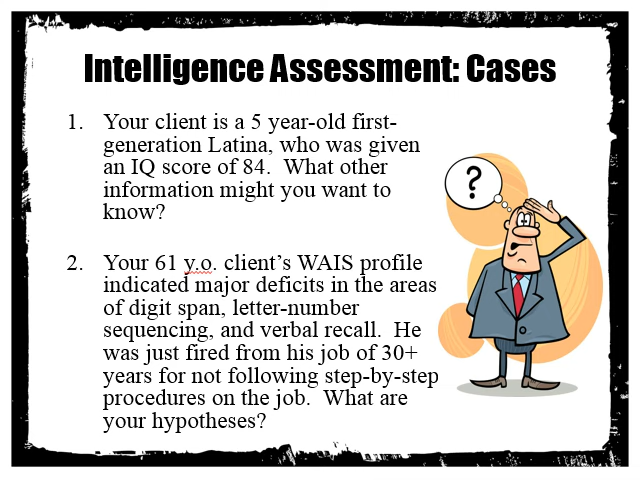 Intelligence Assessment: Cases
1. Your client is a 5 year-old first-
generation Latina, who was given
an IQ score of 84.  What other
information might you want to
know?
?
2. Your 61 y.o. client’s WAIS profile
indicated major deficits in the areas
of digit span, letter-number
sequencing, and verbal recall.  He
was just fired from his job of 30+
years for not following step-by-step
procedures on the job.  What are
your hypotheses?